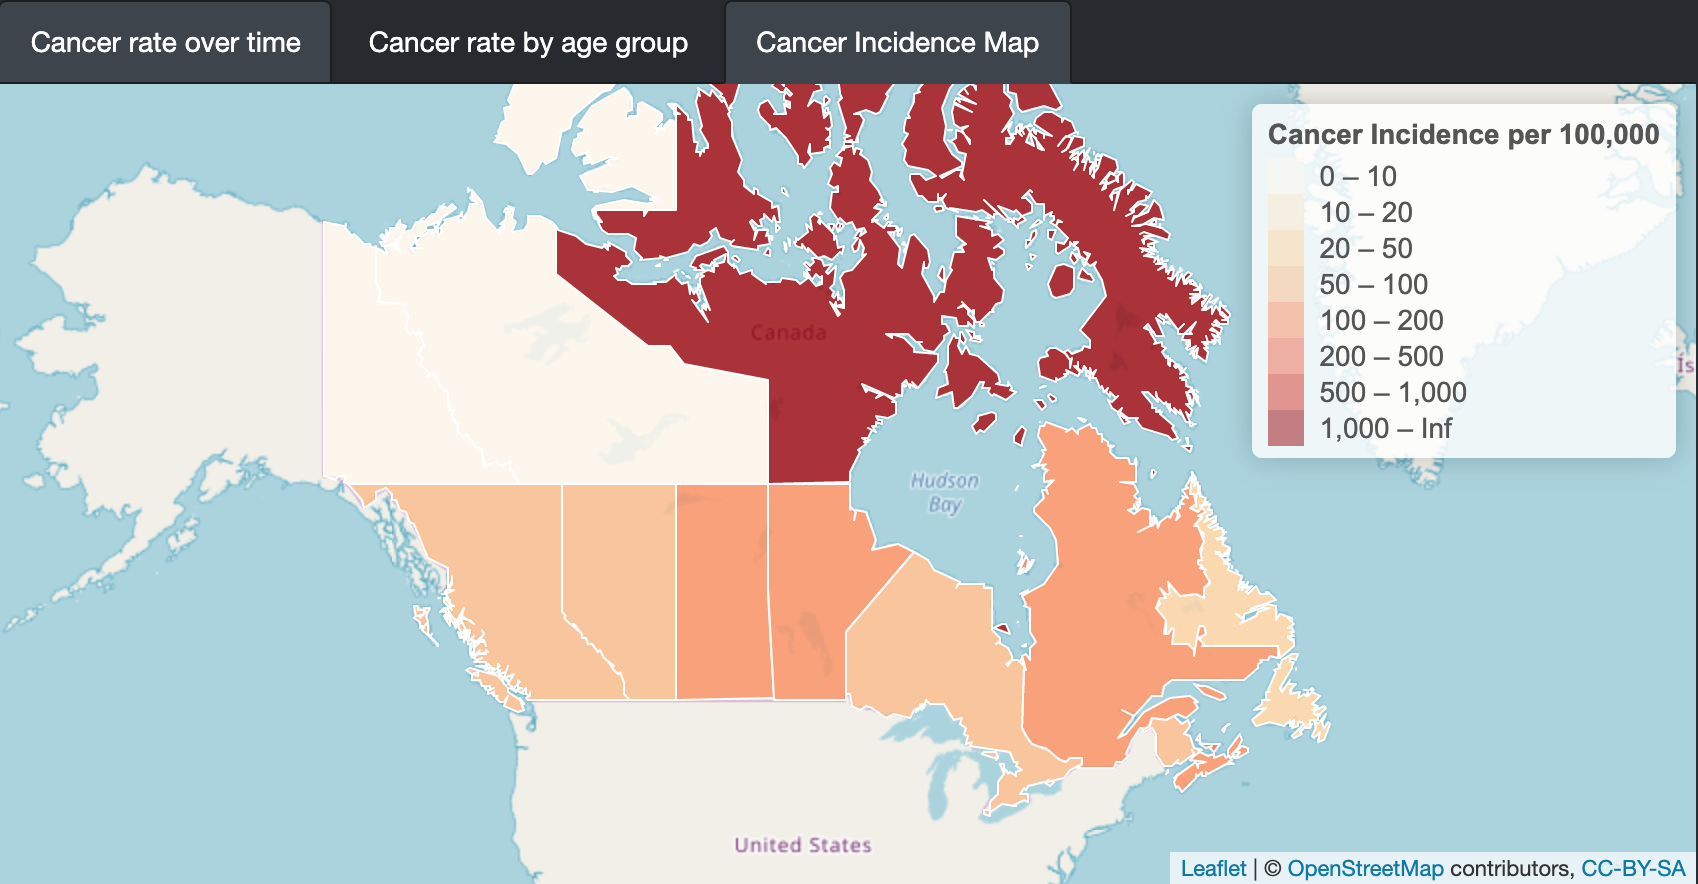 Cancer rate over time
Cancer rate by age group
Cancer Incidence Map
Cancer Incidence per 100,000
0 – 10
10 – 20
20 – 50
50 – 100
100 – 200
200 – 500
500 – 1,000
1,000 – Inf
Canada
Hudson
Bay
United States
Leaflet | © OpenStreetMap contributors, CC-BY-SA